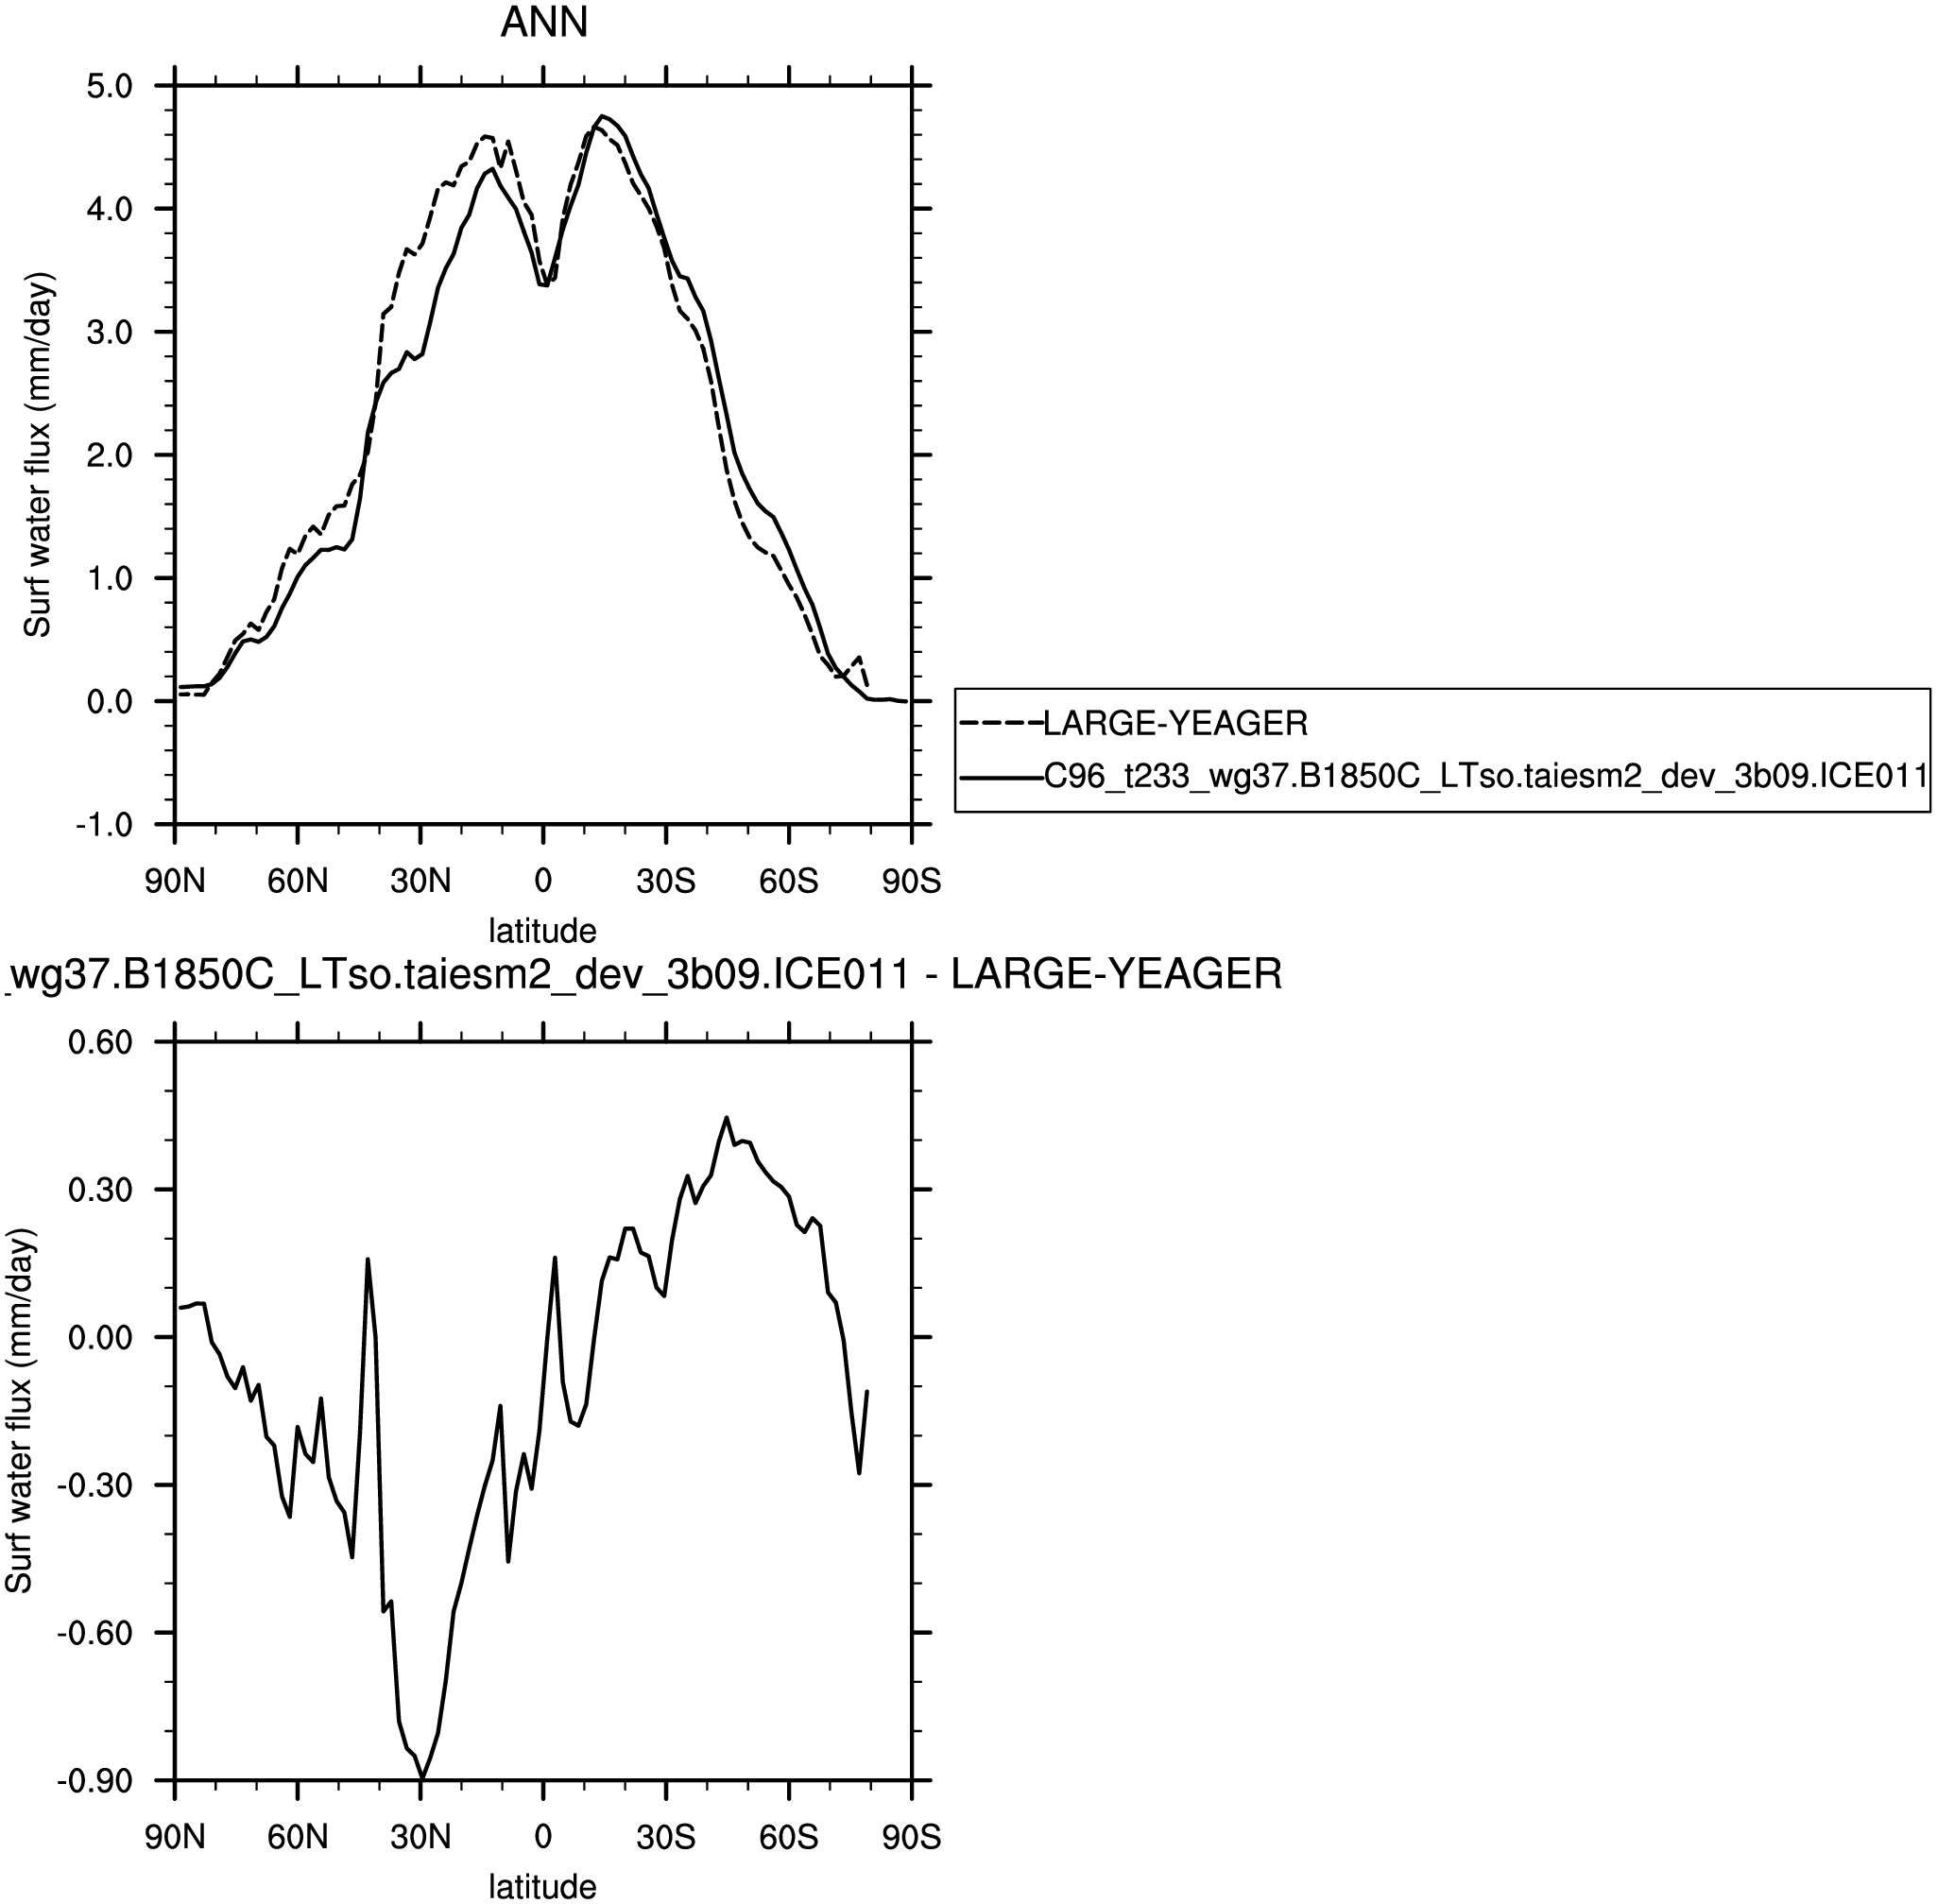 ANN
5.0
4.0
3.0
2.0
1.0
0.0
-1.0
Surf water flux (mm/day)
90N 60N 30N 0 30S 60S 90S
latitude
LARGE-YEAGER
C96_t233_wg37.B1850C_LTso.taiesm2_dev_3b09.ICE011
_wg37.B1850C_LTso.taiesm2_dev_3b09.ICE011 - LARGE-YEAGER
0.60
0.30
0.00
-0.30
-0.60
-0.90
Surf water flux (mm/day)
90N 60N 30N 0 30S 60S 90S
latitude